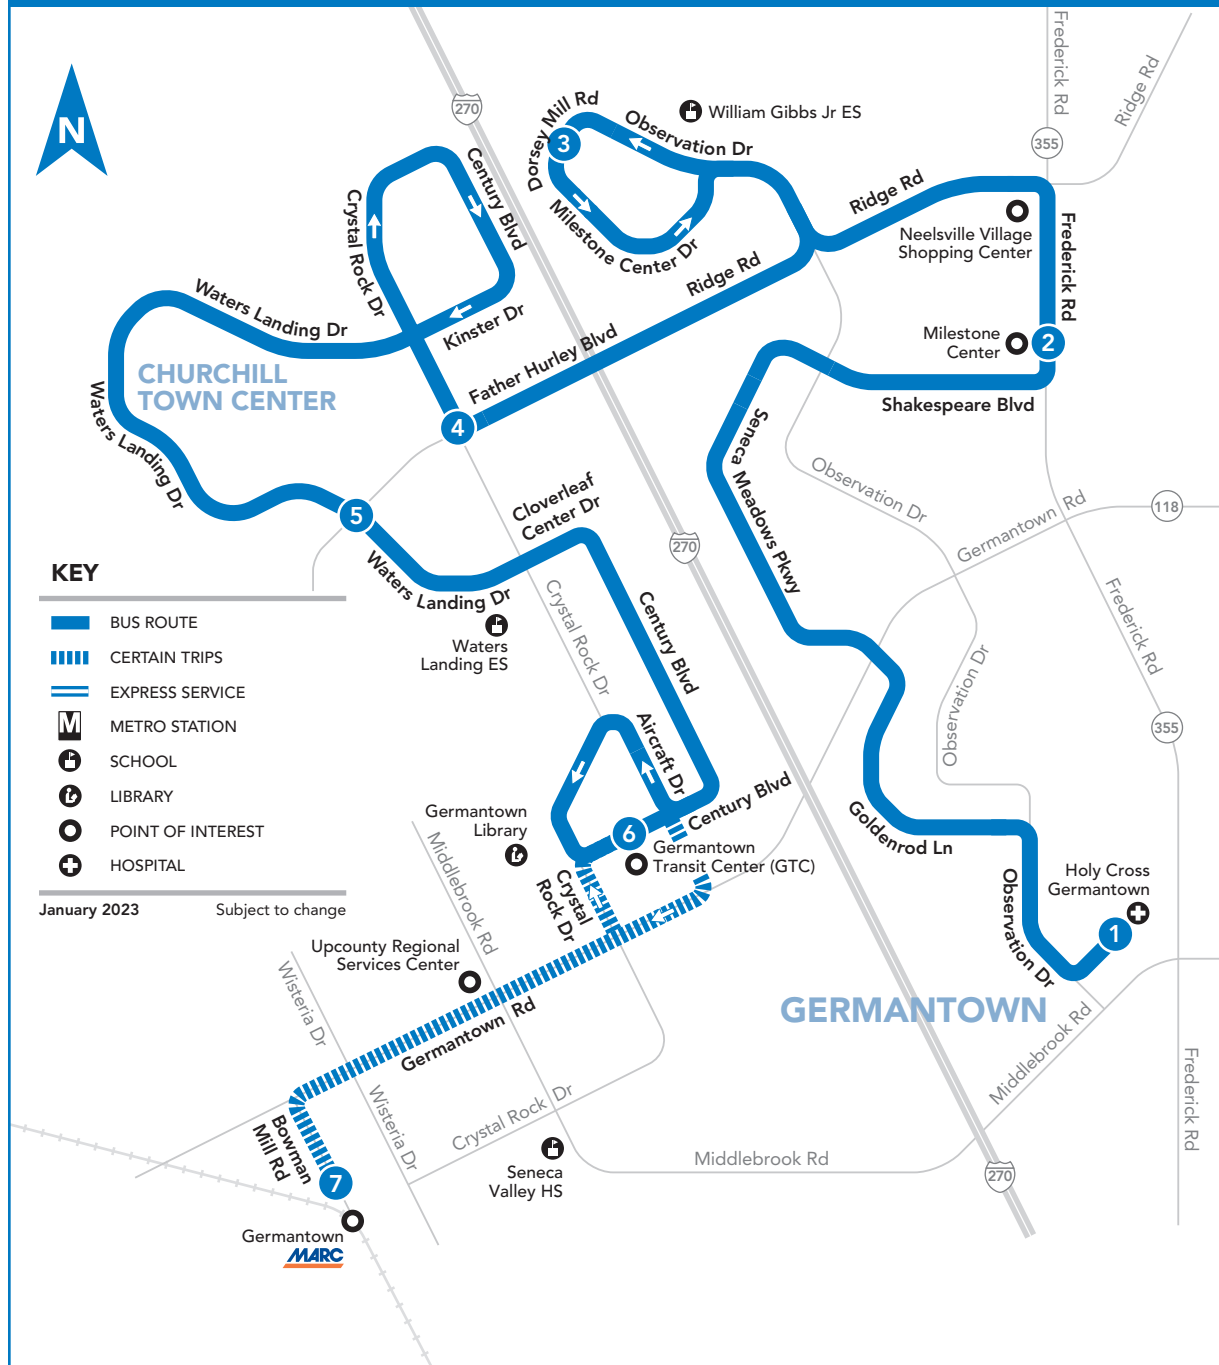 N
270
Dorsey Mill Rd
3
Observation Dr
William Gibbs Jr ES
Frederick Rd
355
Ridge Rd
Century Blvd
Crystal Rock Dr
Milestone Center Dr
Ridge Rd
Neelsville Village
Shopping Center
Frederick Rd
Ridge Rd
Waters Landing Dr
Kinster Dr
Father Hurley Blvd
Milestone
Center
2
CHURCHILL
TOWN CENTER
Shakespeare Blvd
Waters Landing Dr
4
Seneca Meadows Pkwy
Observation Dr
Germantown Rd
118
5
Cloverleaf
Center Dr
270
Waters Landing Dr
Crystal Rock Dr
Century Blvd
Frederick Rd
Waters
Landing ES
Observation Dr
355
KEY
BUS ROUTE
CERTAIN TRIPS
EXPRESS SERVICE
M
METRO STATION
SCHOOL
LIBRARY
POINT OF INTEREST
HOSPITAL
January 2023
Subject to change
Aircraft Dr
Century Blvd
Germantown
Library
6
Germantown
Transit Center (GTC)
Goldenrod Ln
Middlebrook Rd
Crystal
Rock Dr
Holy Cross
Germantown
1
Observation Dr
Upcounty Regional
Services Center
Wisteria Dr
Germantown Rd
GERMANTOWN
Middlebrook Rd
Frederick Rd
Wisteria Dr
Crystal Rock Dr
Bowman
Mill Rd
7
Seneca
Valley HS
Middlebrook Rd
270
Germantown
MARC